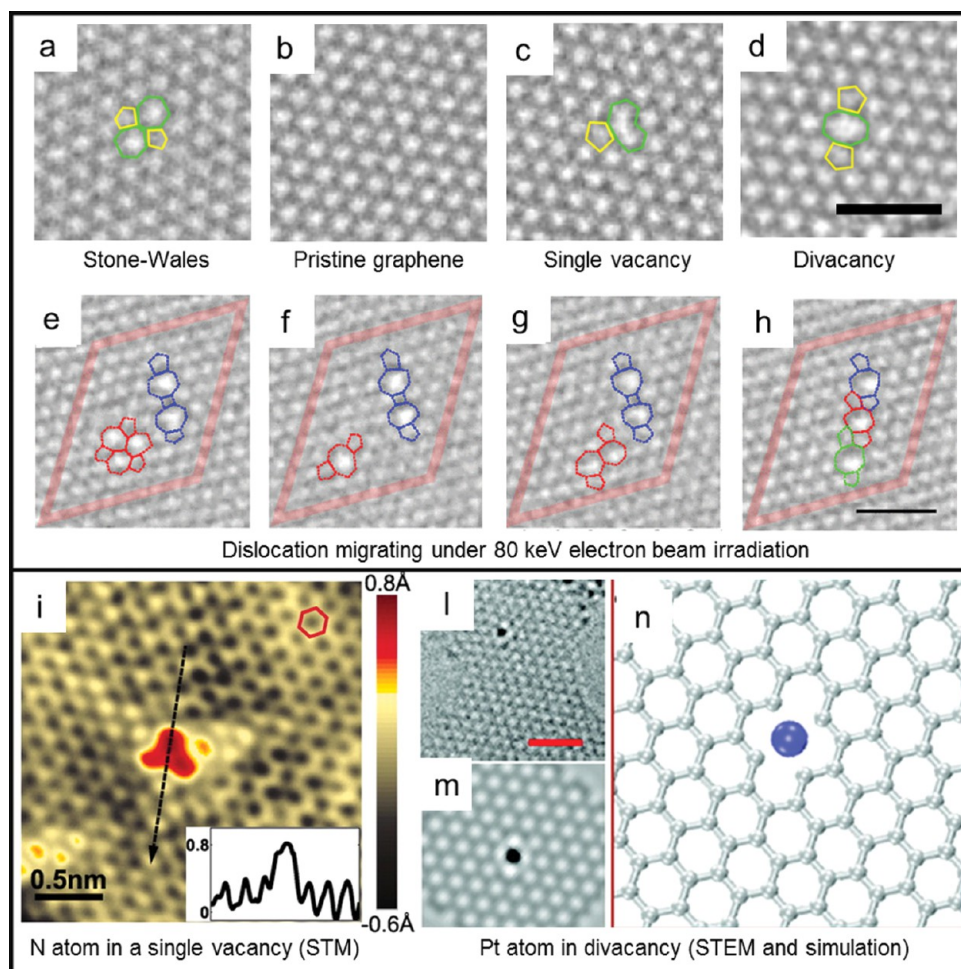 a
b
c
d
Stone-Wales
Pristine graphene
Single vacancy
Divacancy
e
f
g
h
Dislocation migrating under 80 keV electron beam irradiation
i
0.8Å
0.5nm
0.8
0
-0.6Å
l
m
n
N atom in a single vacancy (STM)
Pt atom in divacancy (STEM and simulation)